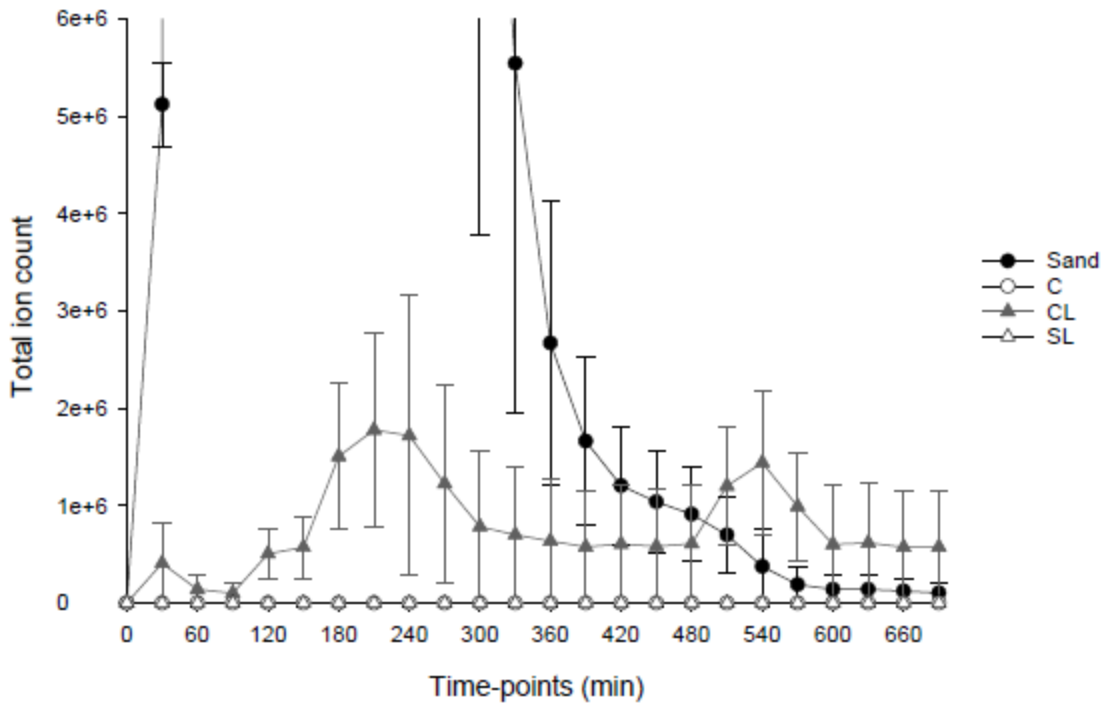 6e+6
5e+6
4e+6
3e+6
2e+6
1e+6
0
Total ion count
0 60 120 180 240 300 360 420 480 540 600 660
Time-points (min)
Sand
C
CL
SL